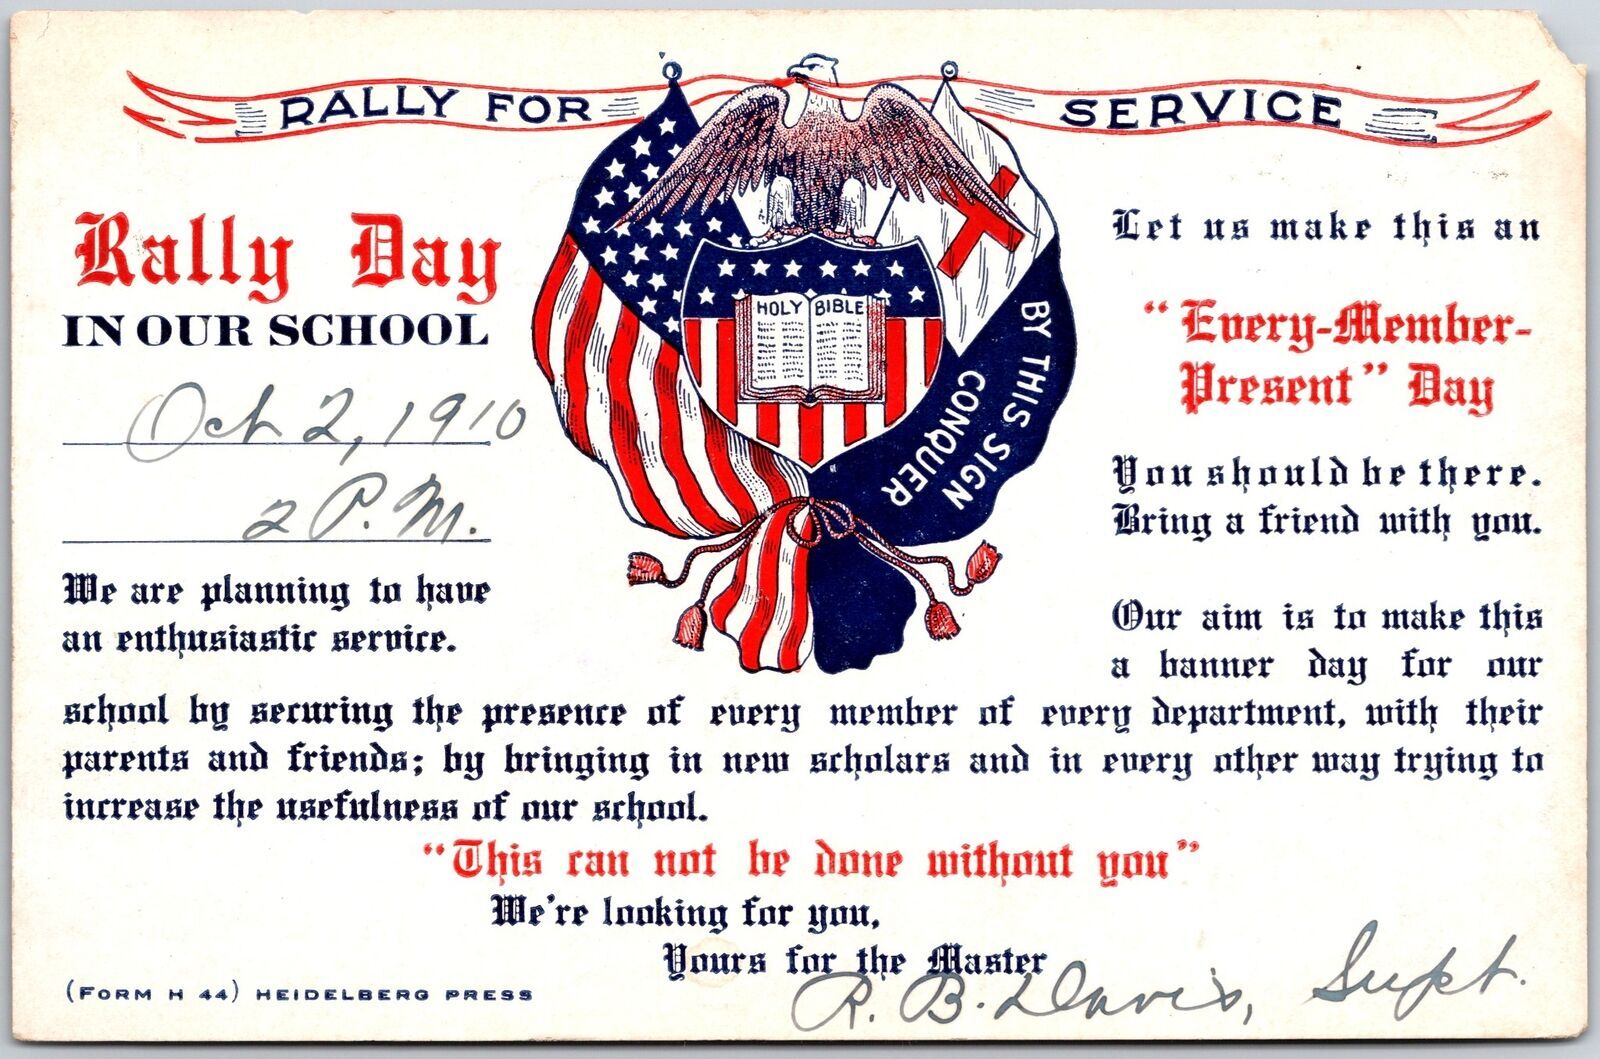 RALLY FOR SERVICE
Rally Day
IN OUR SCHOOL
Oct 2, 1910
2 P.M.
We are planning to have
an enthusiastic service.
HOLY BIBLE
BY THIS SIGN
CONQUER
Let us make this an
"Every-Member-
Present" Day
You should be there.
Bring a friend with you.
Our aim is to make this
a banner day for our
school by securing the presence of every member of every department, with their
parents and friends; by bringing in new scholars and in every other way trying to
increase the usefulness of our school.
"This can not be done without you"
We're looking for you,
Yours for the Master
R. B. Davis, Supt.
(FORM H 44) HEIDELBERG PRESS